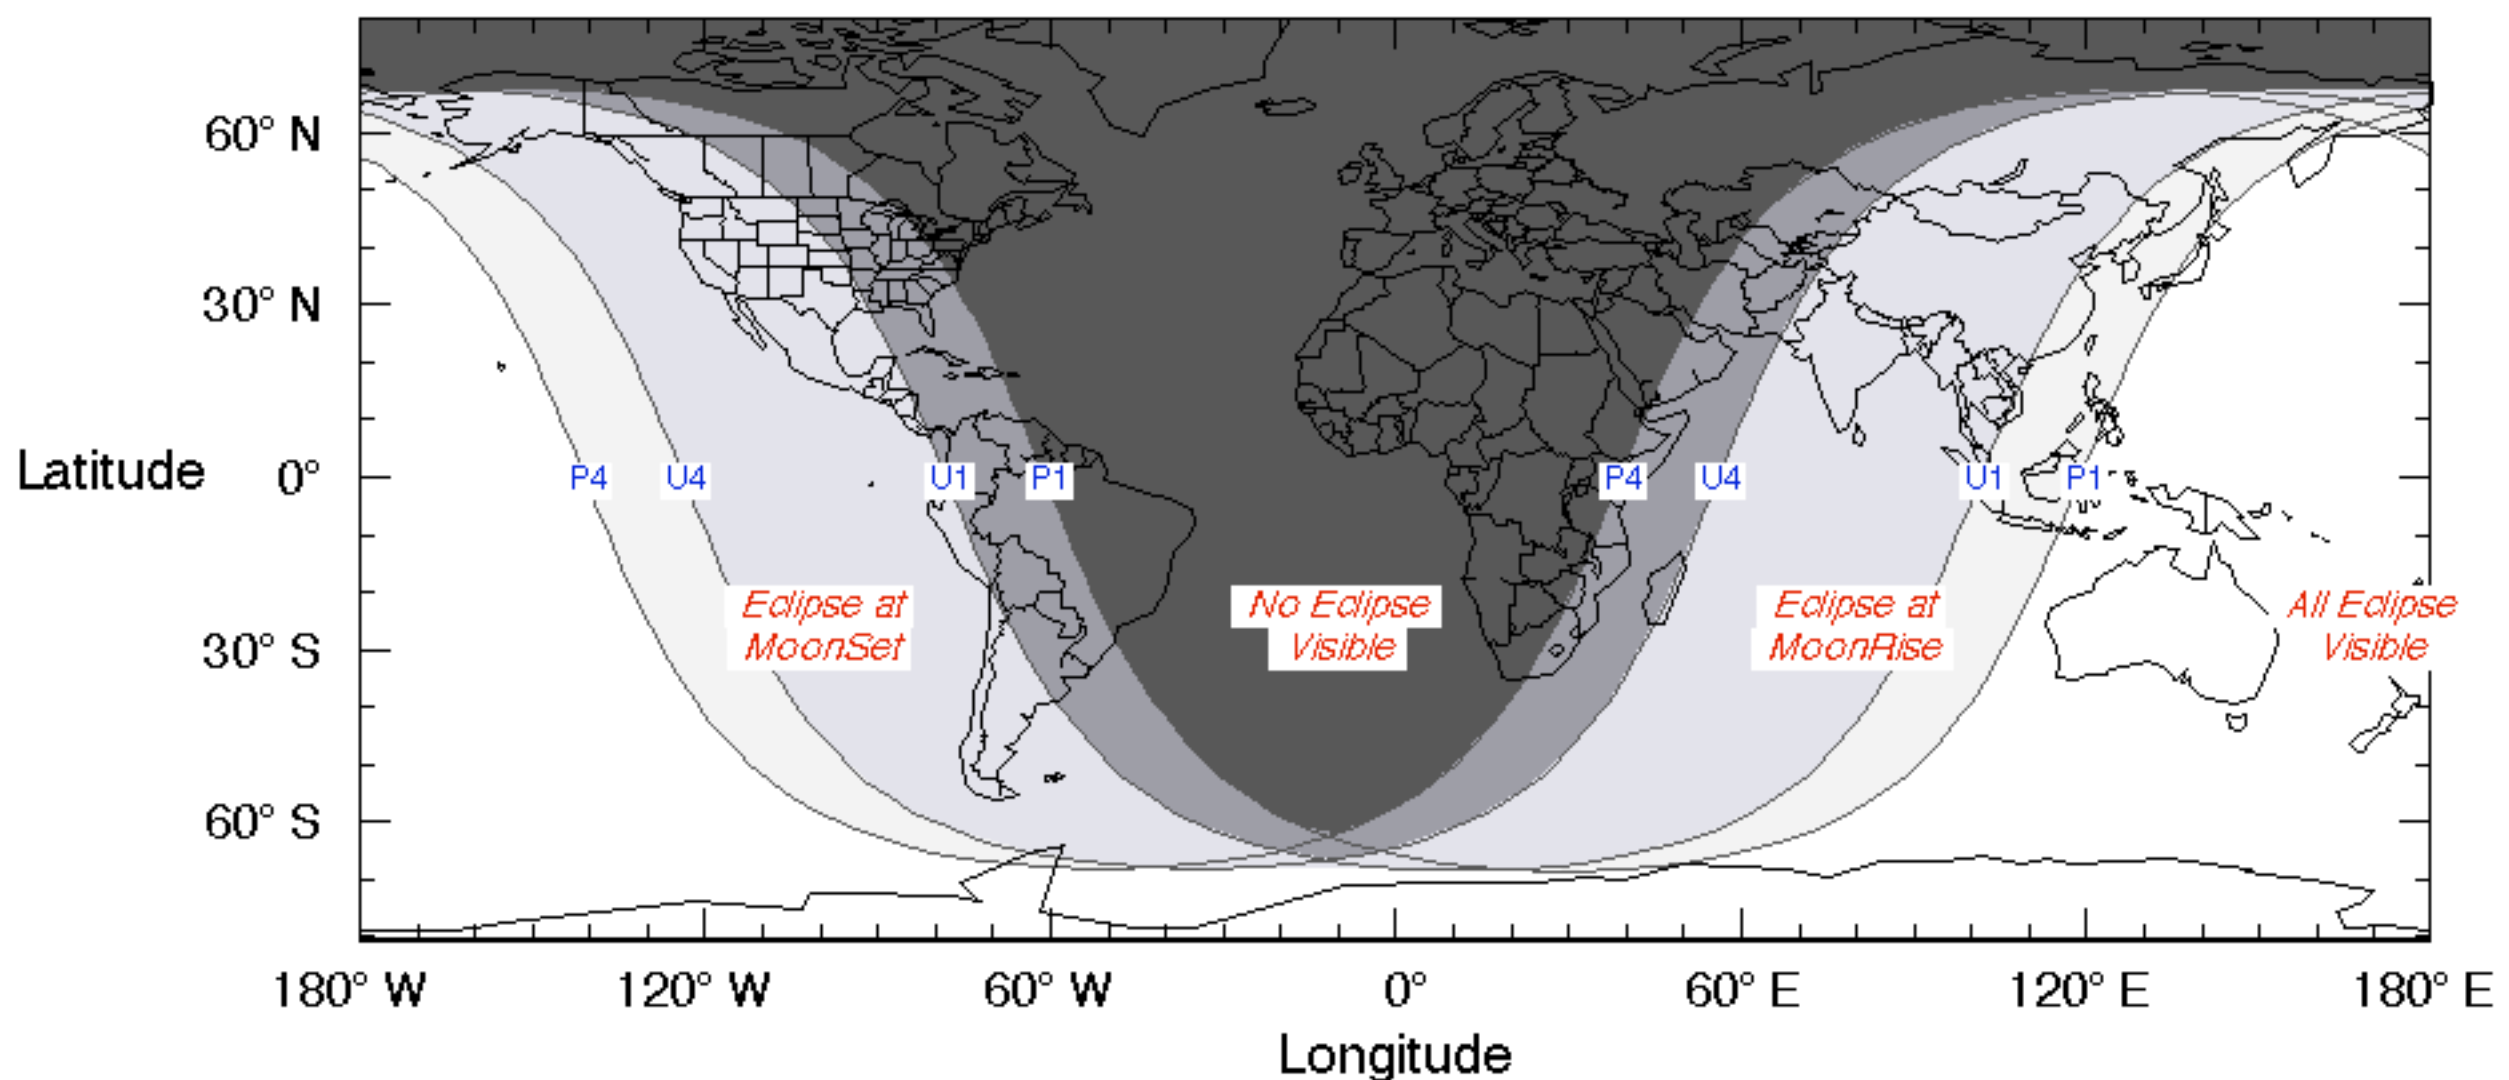 60° N
30° N
Latitude 0°
30° S
60° S
P4 U4 U1 P1 P4 U4 U1 P1
Eclipse at
MoonSet
No Eclipse
Visible
Eclipse at
MoonRise
All Eclipse
Visible
180° W 120° W 60° W 0° 60° E 120° E 180° E
Longitude